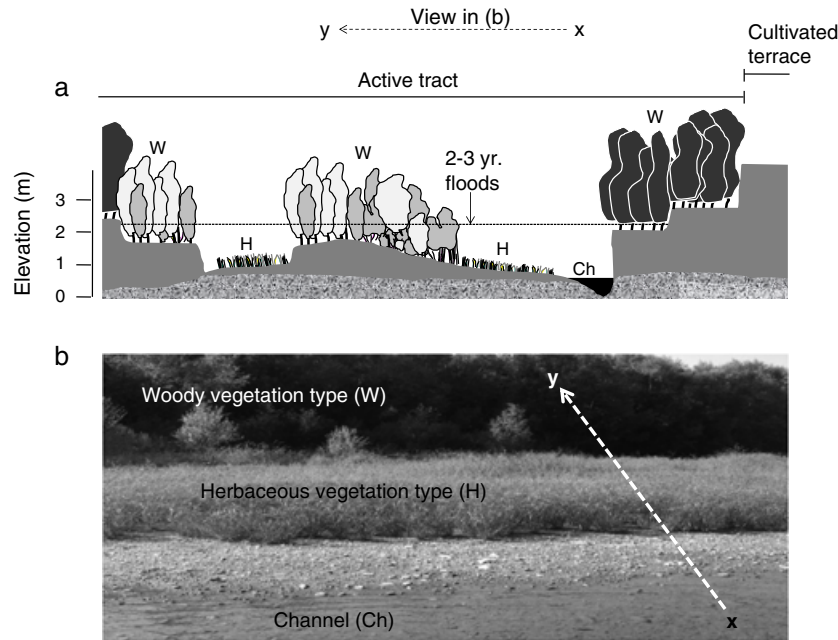 View in (b)
y x
Cultivated
terrace
a
Active tract
W
W
W
2-3 yr.
floods
H
H
Ch
Elevation (m)
3
2
1
0
b
Woody vegetation type (W)
y
Herbaceous vegetation type (H)
Channel (Ch)
x